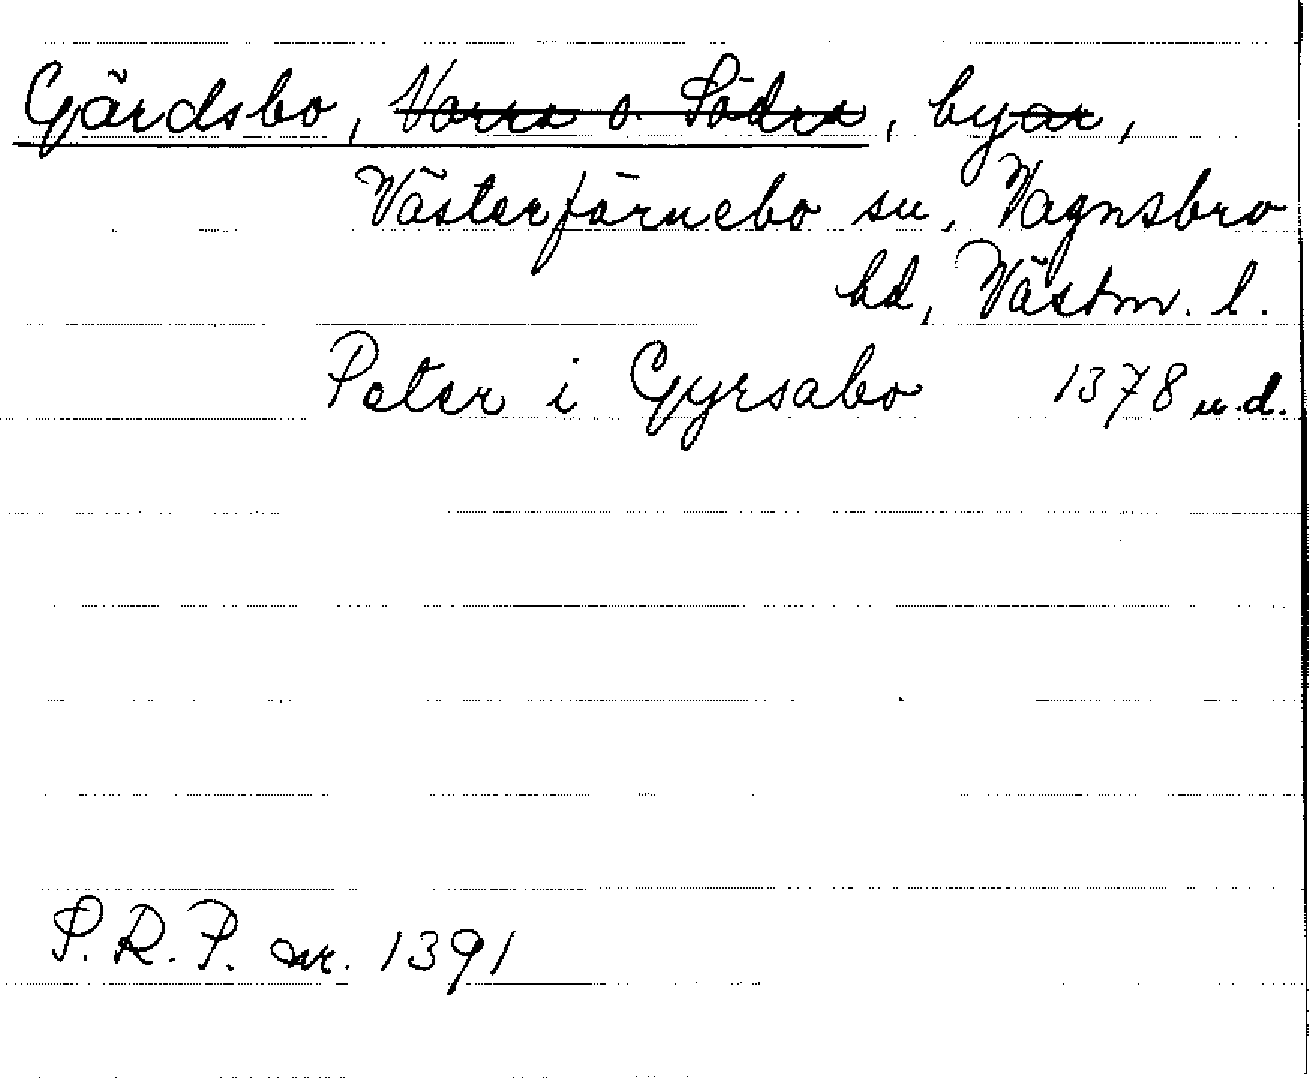 Gärdsbo, Norra o. Södra, byar,
Västerfärnebo sn, Vagnsbro
hd, Västm. l.
Peter i Gyrsabo 1378 u.d.
S.R.P. nr. 1391